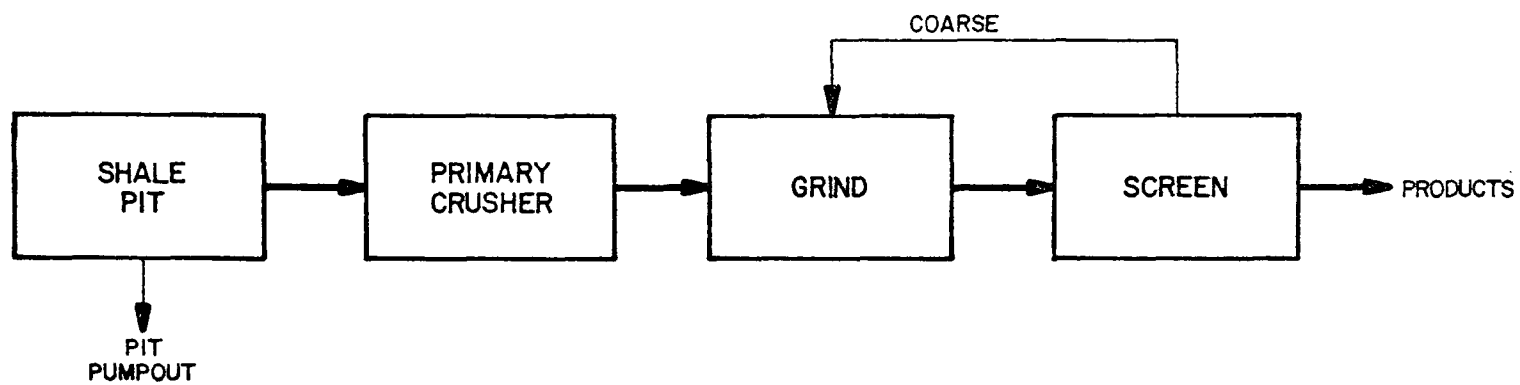 COARSE
SHALE
PIT
PRIMARY
CRUSHER
GRIND
SCREEN
PRODUCTS
PIT
PUMPOUT